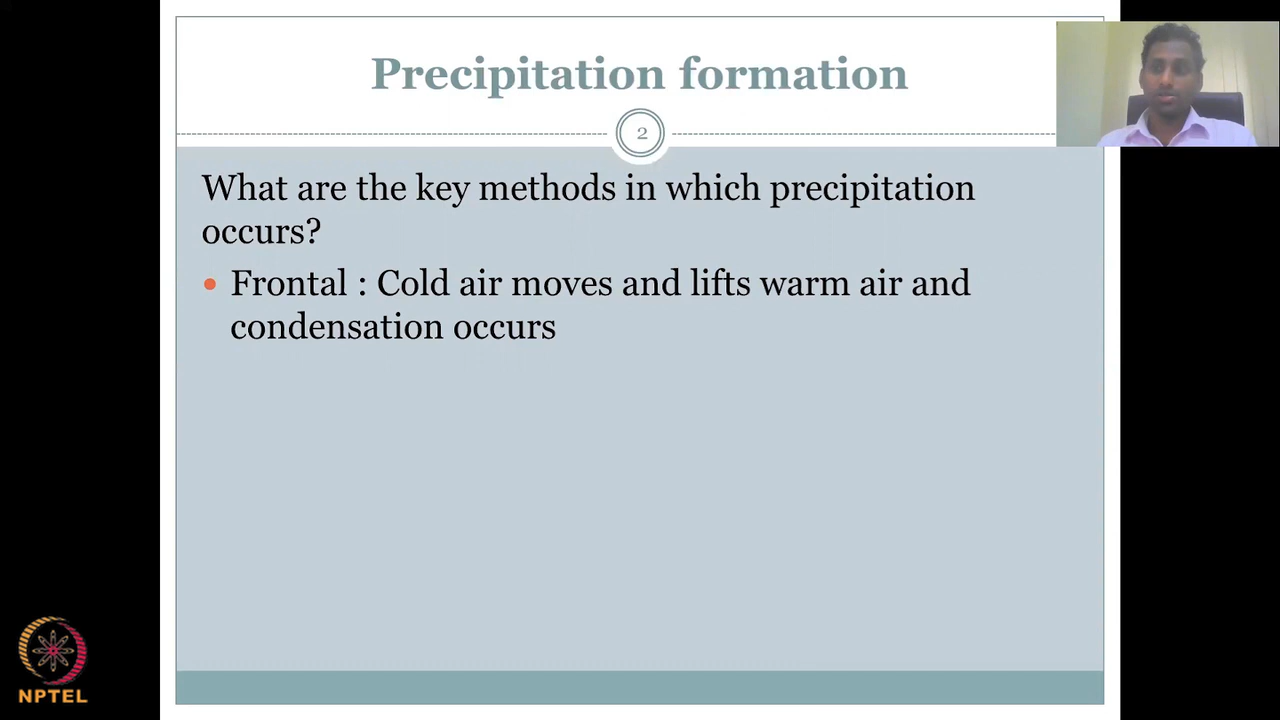 Precipitation formation
2
What are the key methods in which precipitation
occurs?
• Frontal : Cold air moves and lifts warm air and
condensation occurs
NPTEL